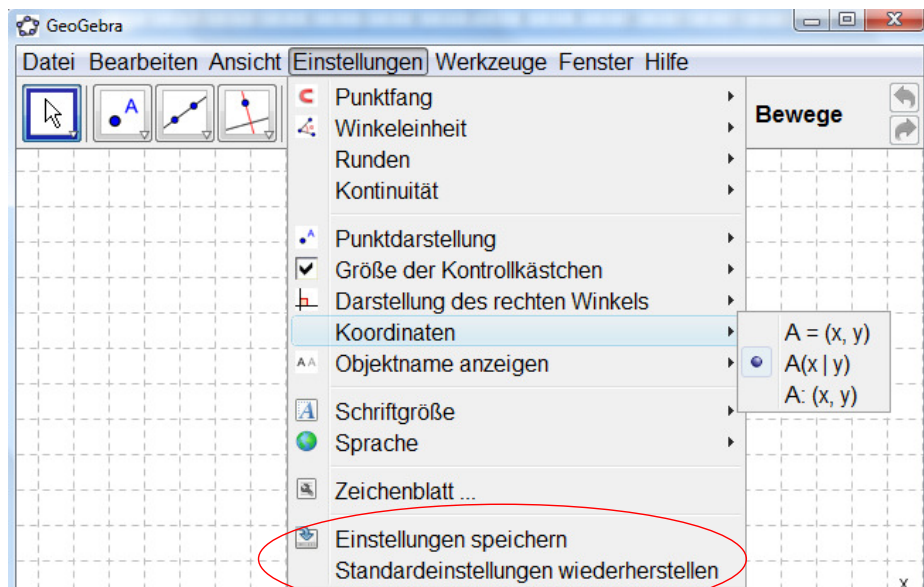 GeoGebra
Datei Bearbeiten Ansicht Einstellungen Werkzeuge Fenster Hilfe
A
Bewege
Punktfang
Winkeleinheit
Runden
Kontinuität
Punktdarstellung
Größe der Kontrollkästchen
Darstellung des rechten Winkels
Koordinaten
A = (x, y)
A(x | y)
A: (x, y)
AA Objektname anzeigen
A Schriftgröße
Sprache
Zeichenblatt ...
Einstellungen speichern
Standardeinstellungen wiederherstellen
x